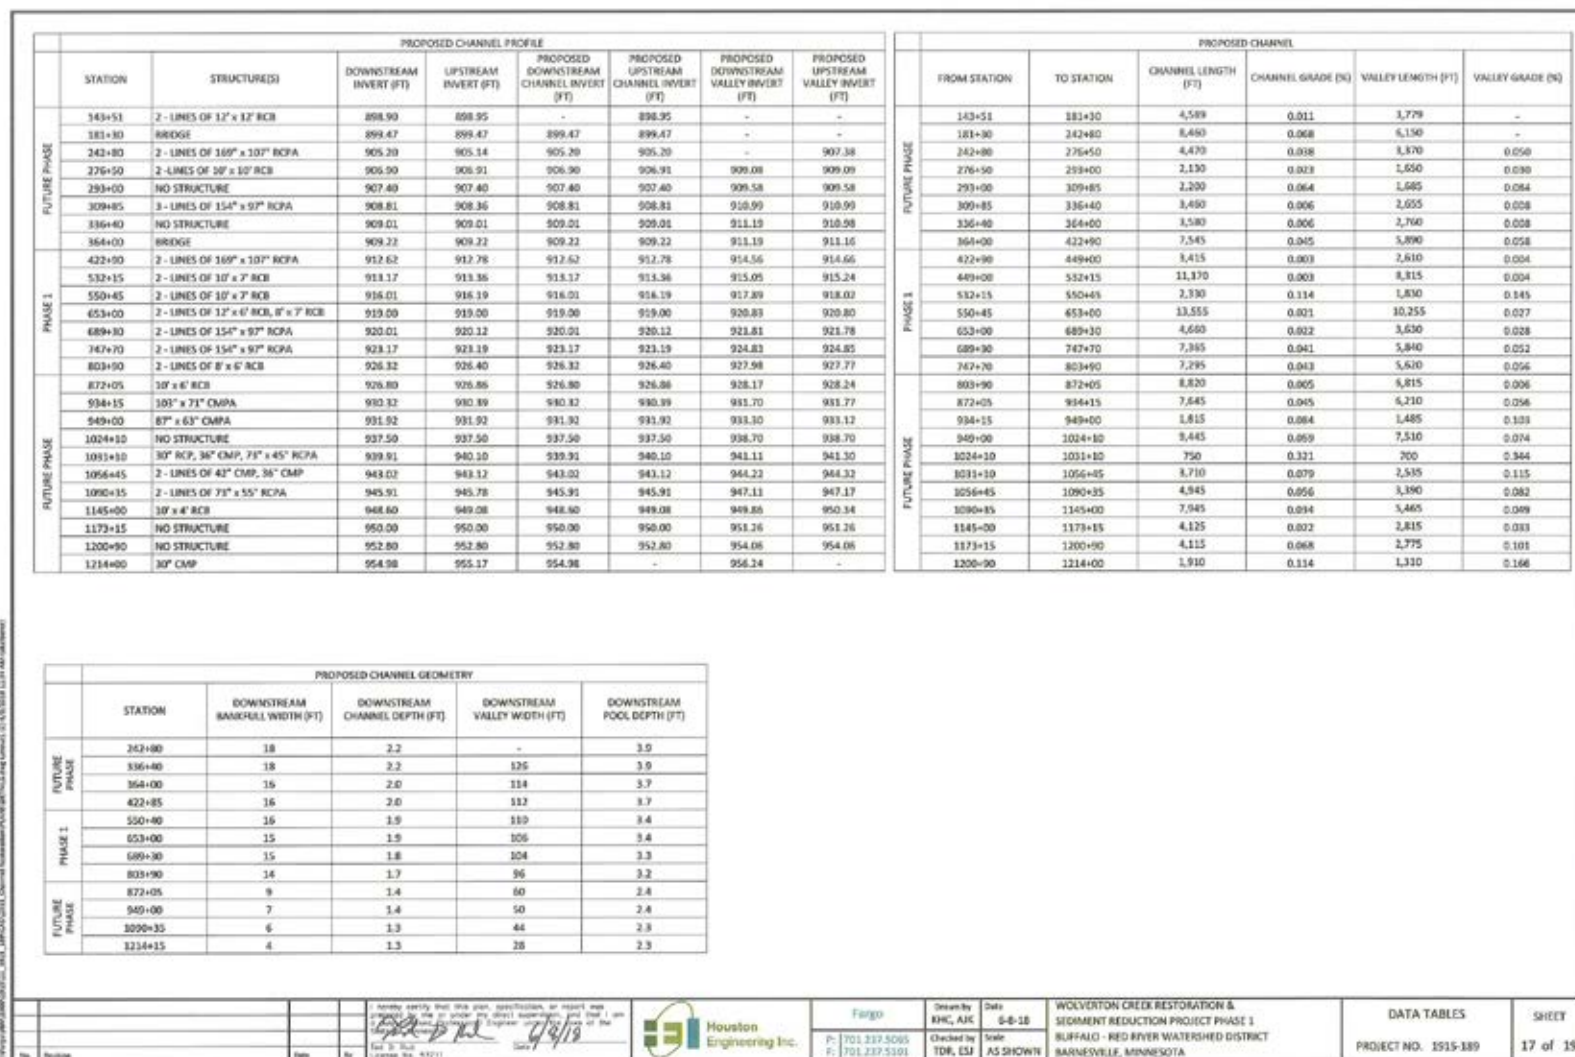 PROPOSED CHANNEL PROFILE
STATION STRUCTURE(S) DOWNSTREAM INVERT (FT) UPSTREAM INVERT (FT) PROPOSED DOWNSTREAM CHANNEL INVERT (FT) PROPOSED UPSTREAM CHANNEL INVERT (FT) PROPOSED DOWNSTREAM VALLEY INVERT (FT) PROPOSED UPSTREAM VALLEY INVERT (FT)
FUTURE PHASE
143+51 2 - LINES OF 12' x 12' RCB 898.90 898.95 - 898.95 - -
181+30 BRIDGE 899.47 899.47 899.47 899.47 - -
242+80 2 - LINES OF 169" x 107" RCPA 905.20 905.14 905.20 905.20 - 907.38
276+50 2 -LINES OF 10' x 10' RCB 906.90 906.91 906.90 906.91 909.08 909.09
293+00 NO STRUCTURE 907.40 907.40 907.40 907.40 909.58 909.58
309+85 3 - LINES OF 154" x 97" RCPA 908.81 908.36 908.81 908.81 910.99 910.99
336+40 NO STRUCTURE 909.01 909.01 909.01 909.01 911.19 910.98
364+00 BRIDGE 909.22 909.22 909.22 909.22 911.19 911.16
PHASE 1
422+90 2 - LINES OF 169" x 107" RCPA 912.62 912.78 912.62 912.78 914.56 914.66
532+15 2 - LINES OF 10' x 7' RCB 913.17 913.36 913.17 913.36 915.05 915.24
550+45 2 - LINES OF 10' x 7' RCB 916.01 916.19 916.01 916.19 917.89 918.02
653+00 2 - LINES OF 12' x 6' RCB, 8' x 7' RCB 919.00 919.00 919.00 919.00 920.83 920.80
689+30 2 - LINES OF 154" x 97" RCPA 920.01 920.12 920.01 920.12 921.81 921.78
747+70 2 - LINES OF 154" x 97" RCPA 923.17 923.19 923.17 923.19 924.83 924.85
803+90 2 - LINES OF 8' x 6' RCB 926.32 926.40 926.32 926.40 927.98 927.77
FUTURE PHASE
872+05 10' x 6' RCB 926.80 926.86 926.80 926.86 928.17 928.24
934+15 103" x 71" CMPA 930.32 930.39 930.32 930.39 931.70 931.77
949+00 87" x 63" CMPA 931.92 931.92 931.92 931.92 933.30 933.12
1024+10 NO STRUCTURE 937.50 937.50 937.50 937.50 938.70 938.70
1031+10 30" RCP, 36" CMP, 73" x 45" RCPA 939.91 940.10 939.91 940.10 941.11 941.30
1056+45 2 - LINES OF 42" CMP, 36" CMP 943.02 943.12 943.02 943.12 944.22 944.32
1090+35 2 - LINES OF 73" x 55" RCPA 945.91 945.78 945.91 945.91 947.11 947.17
1145+00 10' x 4' RCB 948.60 949.08 948.60 949.08 949.86 950.34
1173+15 NO STRUCTURE 950.00 950.00 950.00 950.00 951.26 951.26
1200+90 NO STRUCTURE 952.80 952.80 952.80 952.80 954.06 954.06
1214+00 30" CMP 954.98 955.17 954.98 - 956.24 -
PROPOSED CHANNEL
FROM STATION TO STATION CHANNEL LENGTH (FT) CHANNEL GRADE (%) VALLEY LENGTH (FT) VALLEY GRADE (%)
FUTURE PHASE
143+51 181+30 4,589 0.011 3,779 -
181+30 242+80 8,460 0.068 6,150 -
242+80 276+50 4,470 0.038 3,370 0.050
276+50 293+00 2,130 0.023 1,650 0.030
293+00 309+85 2,200 0.064 1,685 0.084
309+85 336+40 3,460 0.006 2,655 0.008
336+40 364+00 3,580 0.006 2,760 0.008
364+00 422+90 7,545 0.045 5,890 0.058
PHASE 1
422+90 449+00 3,415 0.003 2,610 0.004
449+00 532+15 11,170 0.003 8,315 0.004
532+15 550+45 2,330 0.114 1,830 0.145
550+45 653+00 13,555 0.021 10,255 0.027
653+00 689+30 4,660 0.022 3,630 0.028
689+30 747+70 7,365 0.041 5,840 0.052
747+70 803+90 7,295 0.043 5,620 0.056
FUTURE PHASE
803+90 872+05 8,820 0.005 6,815 0.006
872+05 934+15 7,645 0.045 6,210 0.056
934+15 949+00 1,815 0.084 1,485 0.103
949+00 1024+10 9,445 0.059 7,510 0.074
1024+10 1031+10 750 0.321 700 0.344
1031+10 1056+45 3,710 0.079 2,535 0.115
1056+45 1090+35 4,945 0.056 3,390 0.082
1090+35 1145+00 7,945 0.034 5,465 0.049
1145+00 1173+15 4,125 0.022 2,815 0.033
1173+15 1200+90 4,115 0.068 2,775 0.101
1200+90 1214+00 1,910 0.114 1,310 0.166
PROPOSED CHANNEL GEOMETRY
STATION DOWNSTREAM BANKFULL WIDTH (FT) DOWNSTREAM CHANNEL DEPTH (FT) DOWNSTREAM VALLEY WIDTH (FT) DOWNSTREAM POOL DEPTH (FT)
FUTURE PHASE
242+80 18 2.2 - 3.9
336+40 18 2.2 126 3.9
364+00 16 2.0 114 3.7
422+85 16 2.0 112 3.7
PHASE 1
550+40 16 1.9 110 3.4
653+00 15 1.9 106 3.4
689+30 15 1.8 104 3.3
803+90 14 1.7 96 3.2
FUTURE PHASE
872+05 9 1.4 60 2.4
949+00 7 1.4 50 2.4
1090+35 6 1.3 44 2.3
1214+15 4 1.3 28 2.3
I hereby certify that this plan, specification, or report was
prepared by me or under my direct supervision, and that I am
Engineer under the laws of the
Date 6/8/18
No. Revision Date By
Houston
Engineering Inc.
Fargo
P: 701.237.5065
F: 701.237.5101
Drawn by KHC, AJK Date 6-8-18
Checked by TDR, ESJ Scale AS SHOWN
WOLVERTON CREEK RESTORATION &
SEDIMENT REDUCTION PROJECT PHASE 1
BUFFALO - RED RIVER WATERSHED DISTRICT
BARNESVILLE, MINNESOTA
DATA TABLES
PROJECT NO. 1915-189
SHEET
17 of 19